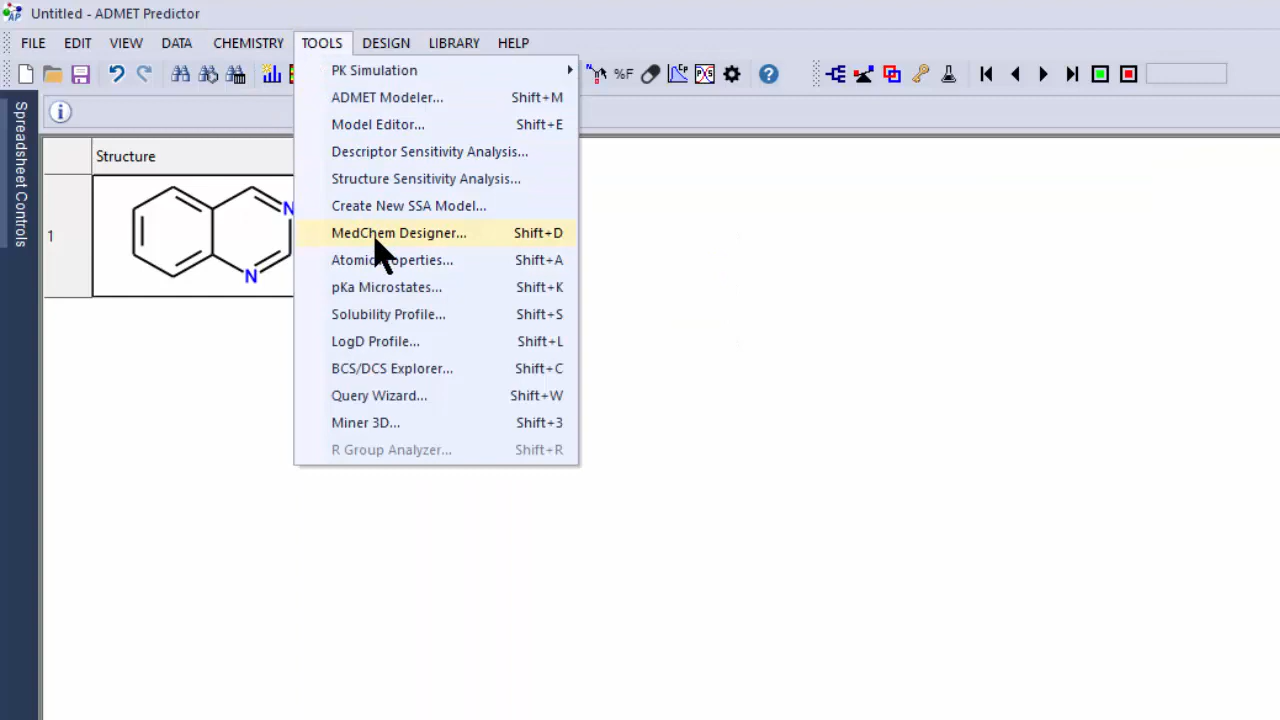 Untitled - ADMET Predictor
FILE EDIT VIEW DATA CHEMISTRY TOOLS DESIGN LIBRARY HELP
%F
PK Simulation
ADMET Modeler... Shift+M
Model Editor... Shift+E
Descriptor Sensitivity Analysis...
Structure Sensitivity Analysis...
Create New SSA Model...
MedChem Designer... Shift+D
Shift+A
pKa Microstates... Shift+K
Solubility Profile... Shift+S
LogD Profile... Shift+L
BCS/DCS Explorer... Shift+C
Query Wizard... Shift+W
Miner 3D... Shift+3
R Group Analyzer... Shift+R
Spreadsheet Controls
Structure
1
N
N